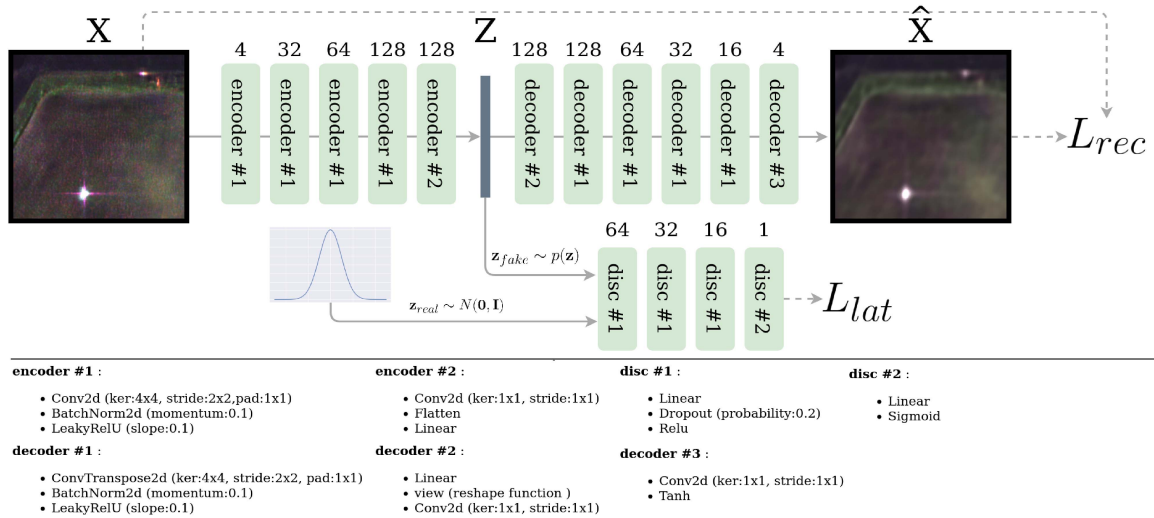 X Z X̂
4 32 64 128 128 128 128 64 32 16 4
encoder #1 encoder #1 encoder #1 encoder #1 encoder #2 decoder #2 decoder #1 decoder #1 decoder #1 decoder #1 decoder #3
L_rec
64 32 16 1
z_fake ∼ p(z)
z_real ∼ N(0, I)
disc #1 disc #1 disc #1 disc #2
L_lat
encoder #1 :
• Conv2d (ker:4x4, stride:2x2,pad:1x1)
• BatchNorm2d (momentum:0.1)
• LeakyRelU (slope:0.1)
encoder #2 :
• Conv2d (ker:1x1, stride:1x1)
• Flatten
• Linear
disc #1 :
• Linear
• Dropout (probability:0.2)
• Relu
disc #2 :
• Linear
• Sigmoid
decoder #1 :
• ConvTranspose2d (ker:4x4, stride:2x2, pad:1x1)
• BatchNorm2d (momentum:0.1)
• LeakyRelU (slope:0.1)
decoder #2 :
• Linear
• view (reshape function )
• Conv2d (ker:1x1, stride:1x1)
decoder #3 :
• Conv2d (ker:1x1, stride:1x1)
• Tanh